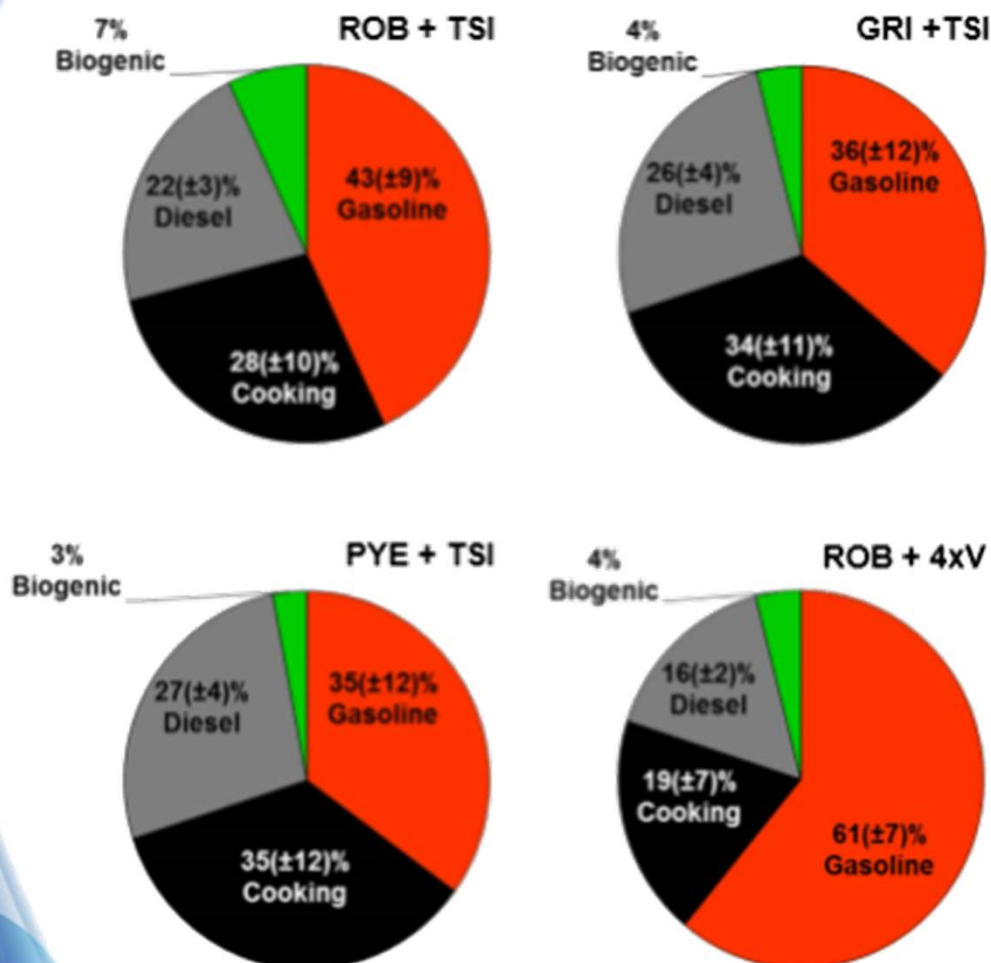 7%
Biogenic
ROB + TSI
22(±3)%
Diesel
43(±9)%
Gasoline
28(±10)%
Cooking
4%
Biogenic
GRI +TSI
26(±4)%
Diesel
36(±12)%
Gasoline
34(±11)%
Cooking
3%
Biogenic
PYE + TSI
27(±4)%
Diesel
35(±12)%
Gasoline
35(±12)%
Cooking
4%
Biogenic
ROB + 4xV
16(±2)%
Diesel
19(±7)%
Cooking
61(±7)%
Gasoline